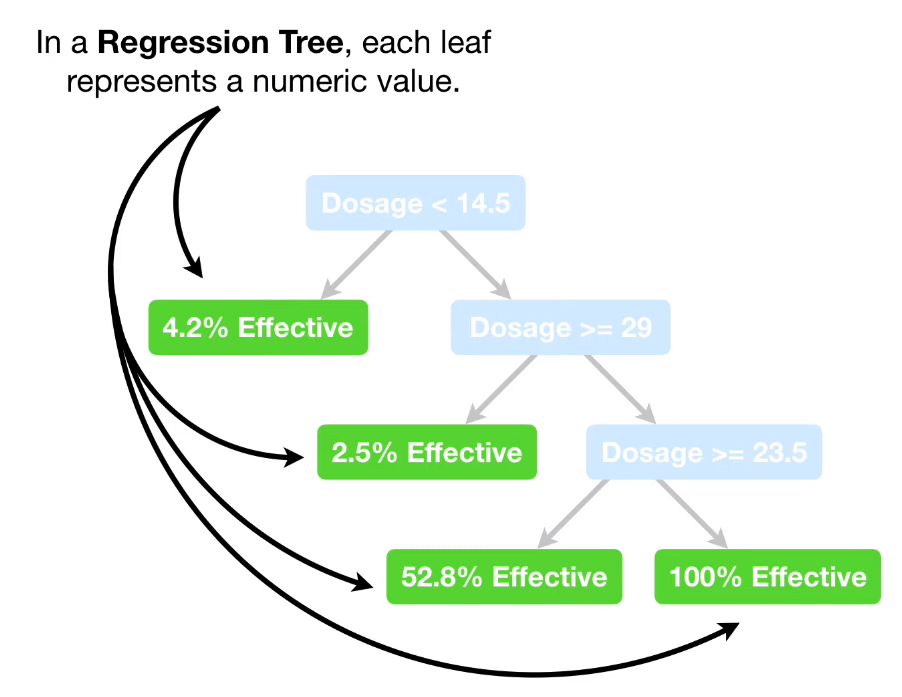 In a Regression Tree, each leaf
represents a numeric value.
Dosage < 14.5
4.2% Effective
Dosage >= 29
2.5% Effective
Dosage >= 23.5
52.8% Effective
100% Effective